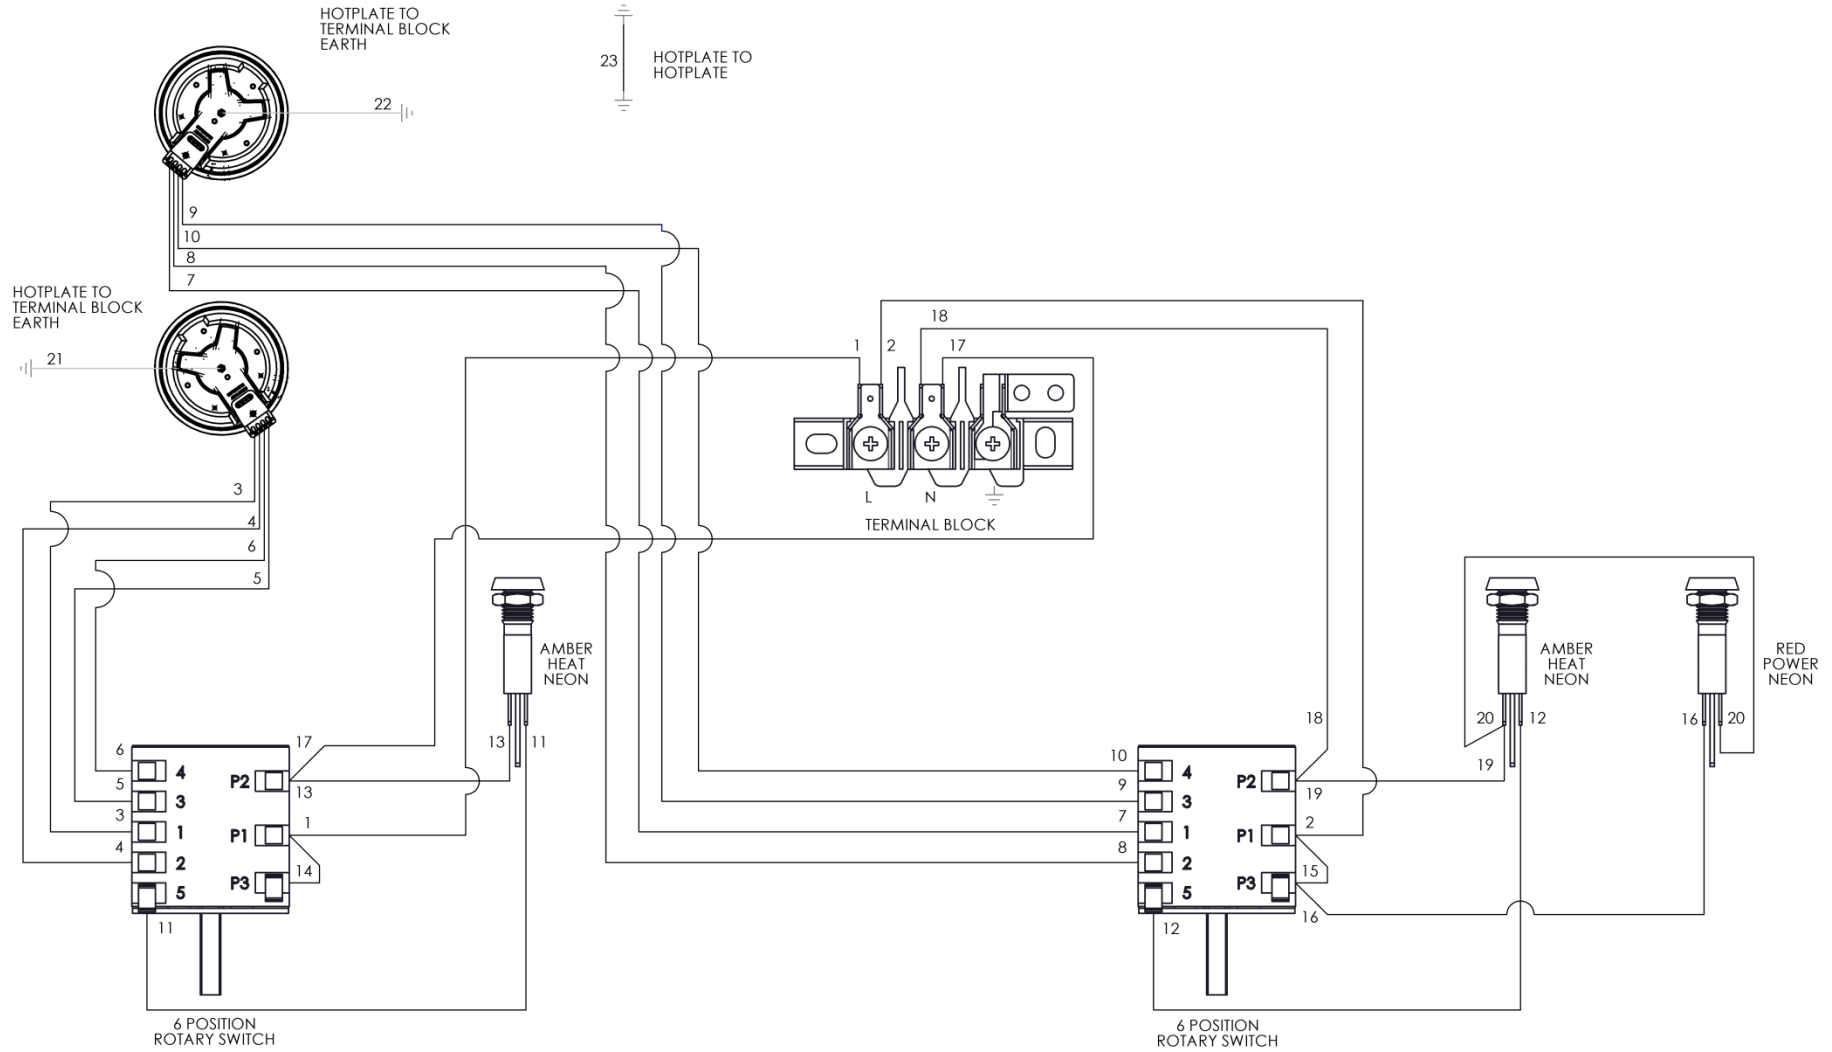 HOTPLATE TO
TERMINAL BLOCK
EARTH
23
HOTPLATE TO
HOTPLATE
22
9
10
8
7
HOTPLATE TO
TERMINAL BLOCK
EARTH
21
18
1
2
17
L
N
TERMINAL BLOCK
3
4
6
5
AMBER
HEAT
NEON
13
11
AMBER
HEAT
NEON
RED
POWER
NEON
20
12
16
20
19
6
5
3
4
4
3
1
2
5
P2
P1
P3
17
13
1
14
11
6 POSITION
ROTARY SWITCH
10
9
7
8
4
3
1
2
5
P2
P1
P3
18
19
2
15
16
12
6 POSITION
ROTARY SWITCH